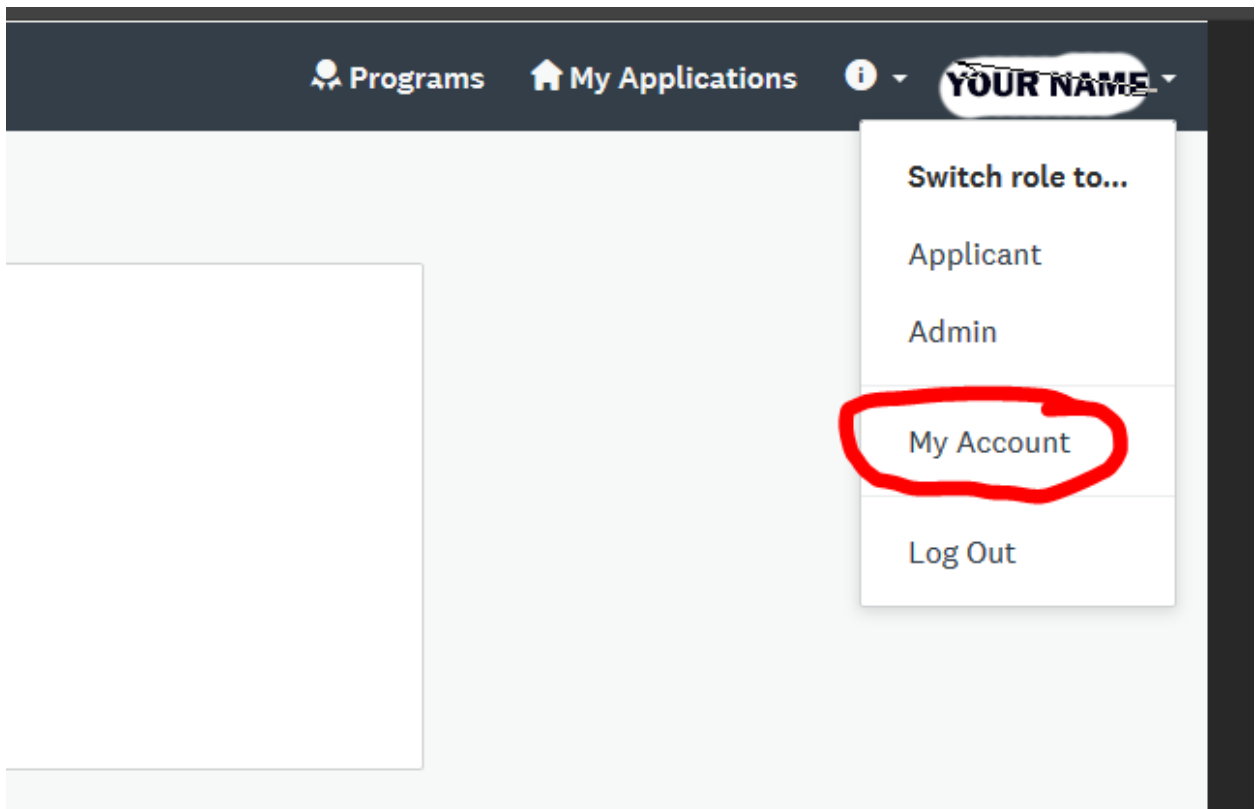 Programs My Applications YOUR NAME
Switch role to...
Applicant
Admin
My Account
Log Out